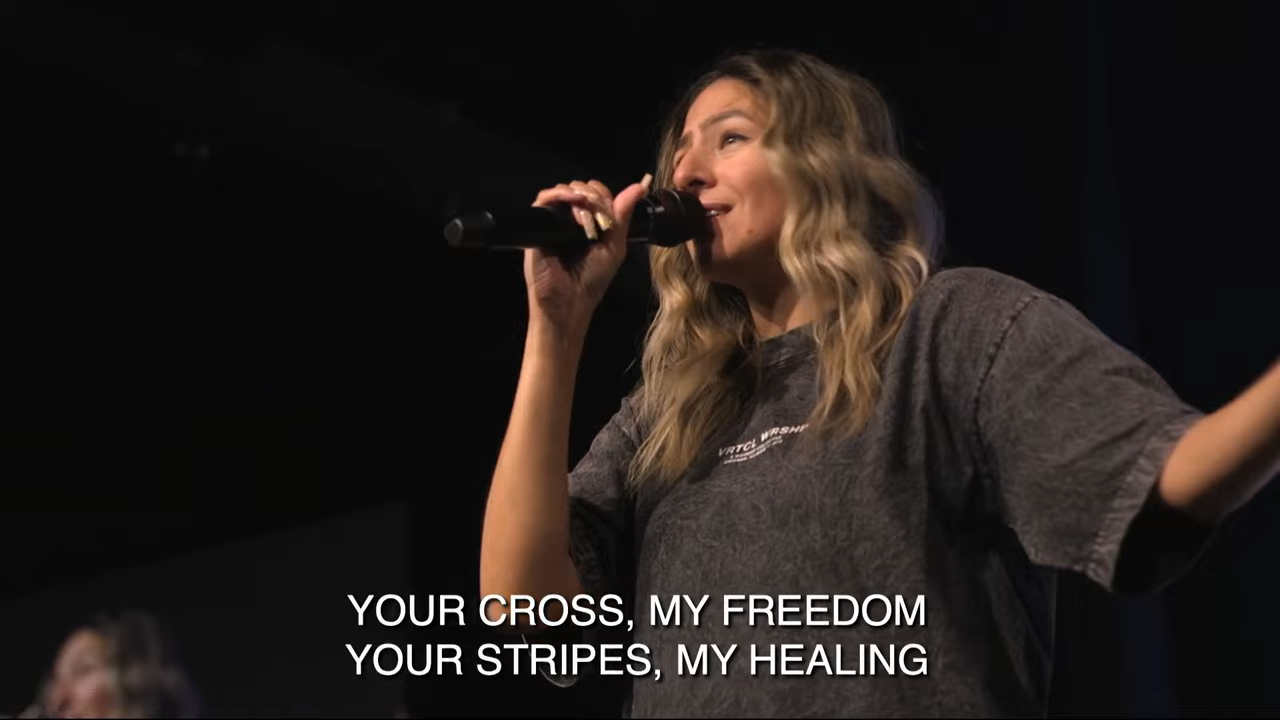 VRTCL WRSHP
YOUR CROSS, MY FREEDOM
YOUR STRIPES, MY HEALING